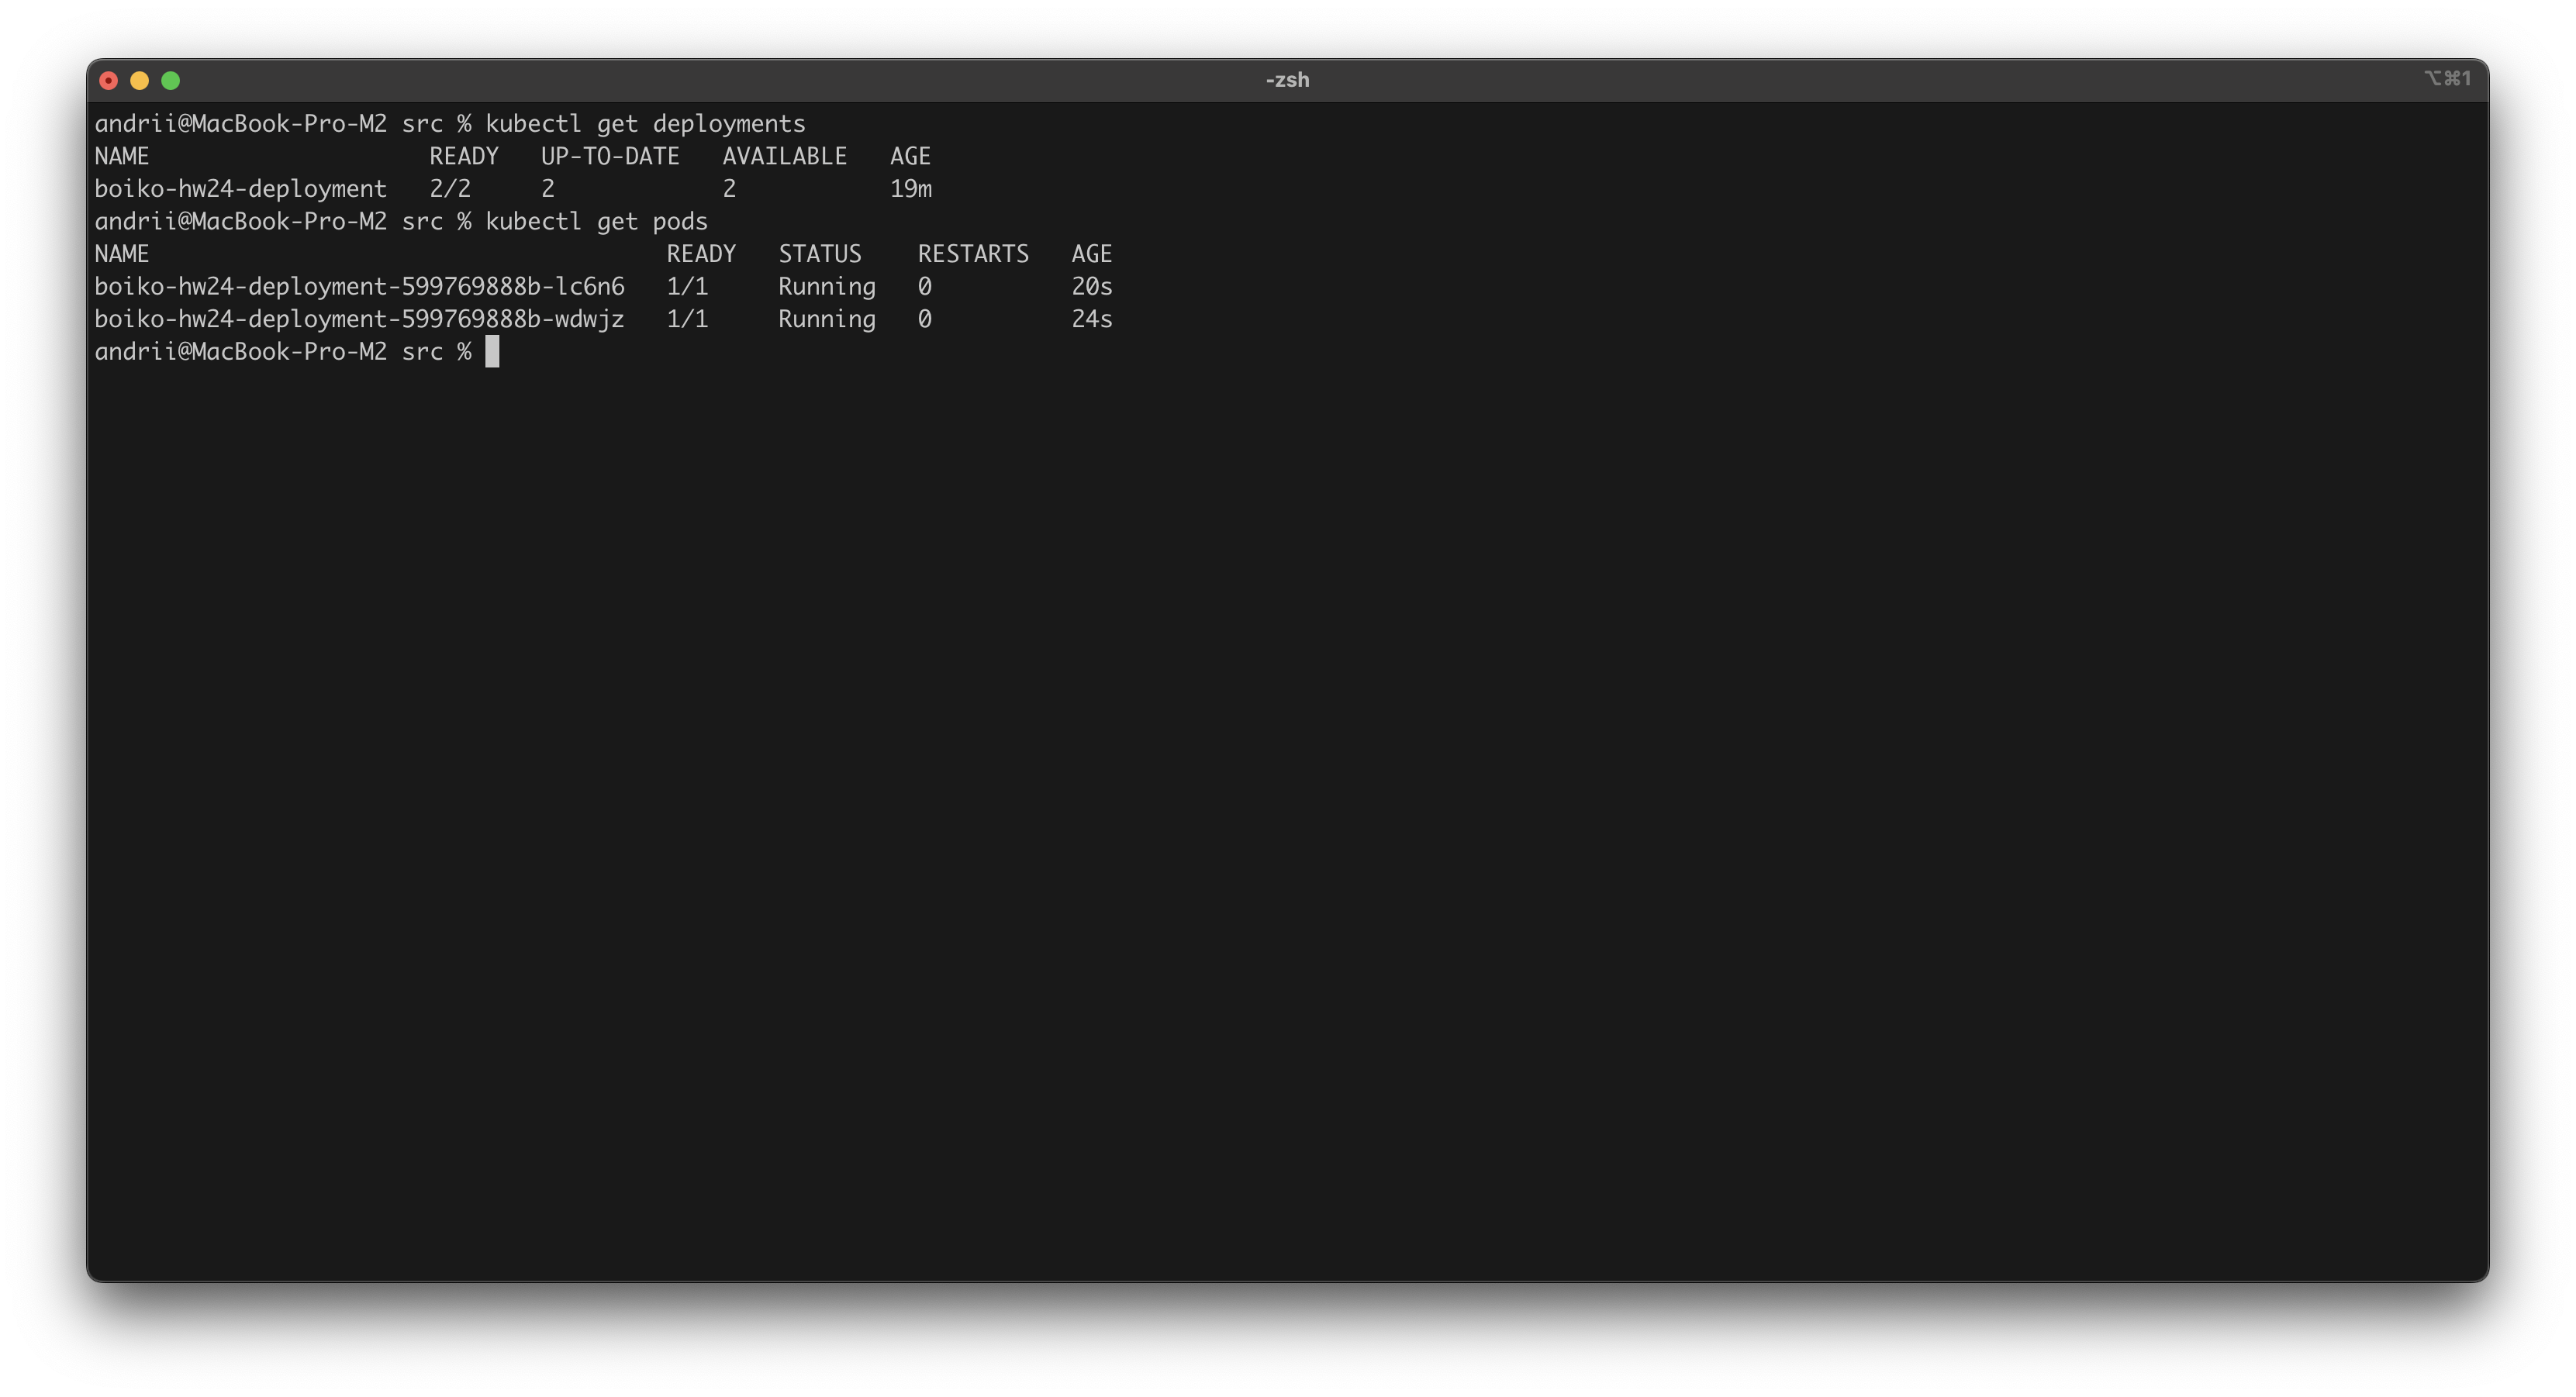 -zsh
⌥⌘1
andrii@MacBook-Pro-M2 src % kubectl get deployments
NAME                    READY   UP-TO-DATE   AVAILABLE   AGE
boiko-hw24-deployment   2/2     2            2           19m
andrii@MacBook-Pro-M2 src % kubectl get pods
NAME                                     READY   STATUS    RESTARTS   AGE
boiko-hw24-deployment-599769888b-lc6n6   1/1     Running   0          20s
boiko-hw24-deployment-599769888b-wdwjz   1/1     Running   0          24s
andrii@MacBook-Pro-M2 src %